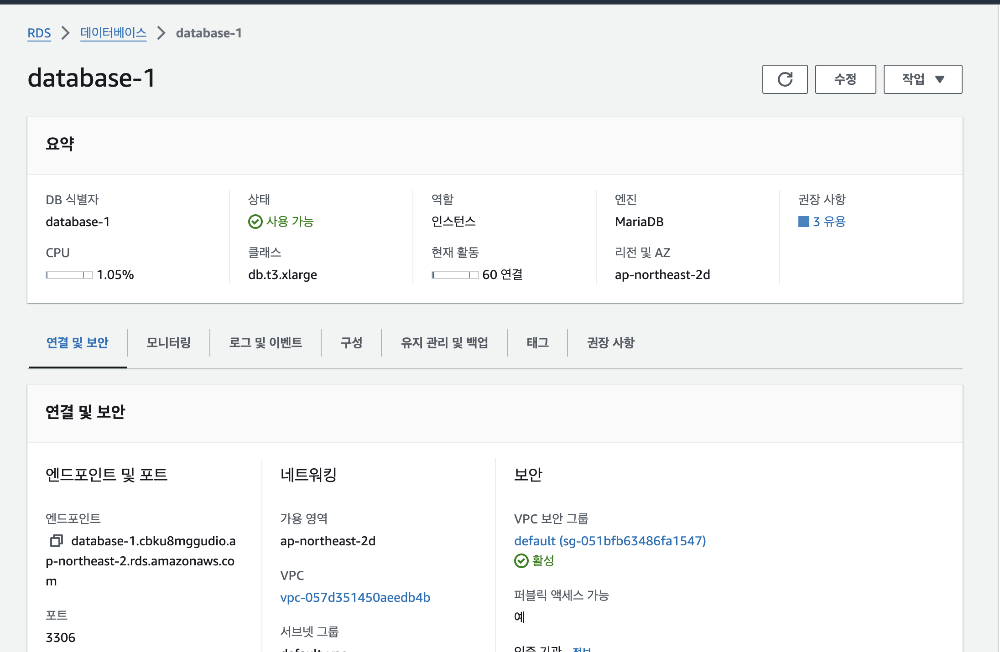 RDS > 데이터베이스 > database-1
database-1
수정
작업 ▼
요약
DB 식별자
database-1
CPU
1.05%
상태
사용 가능
클래스
db.t3.xlarge
역할
인스턴스
현재 활동
60 연결
엔진
MariaDB
리전 및 AZ
ap-northeast-2d
권장 사항
3 유용
연결 및 보안
모니터링
로그 및 이벤트
구성
유지 관리 및 백업
태그
권장 사항
연결 및 보안
엔드포인트 및 포트
엔드포인트
database-1.cbku8mggudio.a
p-northeast-2.rds.amazonaws.co
m
포트
3306
네트워킹
가용 영역
ap-northeast-2d
VPC
vpc-057d351450aeedb4b
서브넷 그룹
보안
VPC 보안 그룹
default (sg-051bfb63486fa1547)
활성
퍼블릭 액세스 가능
예